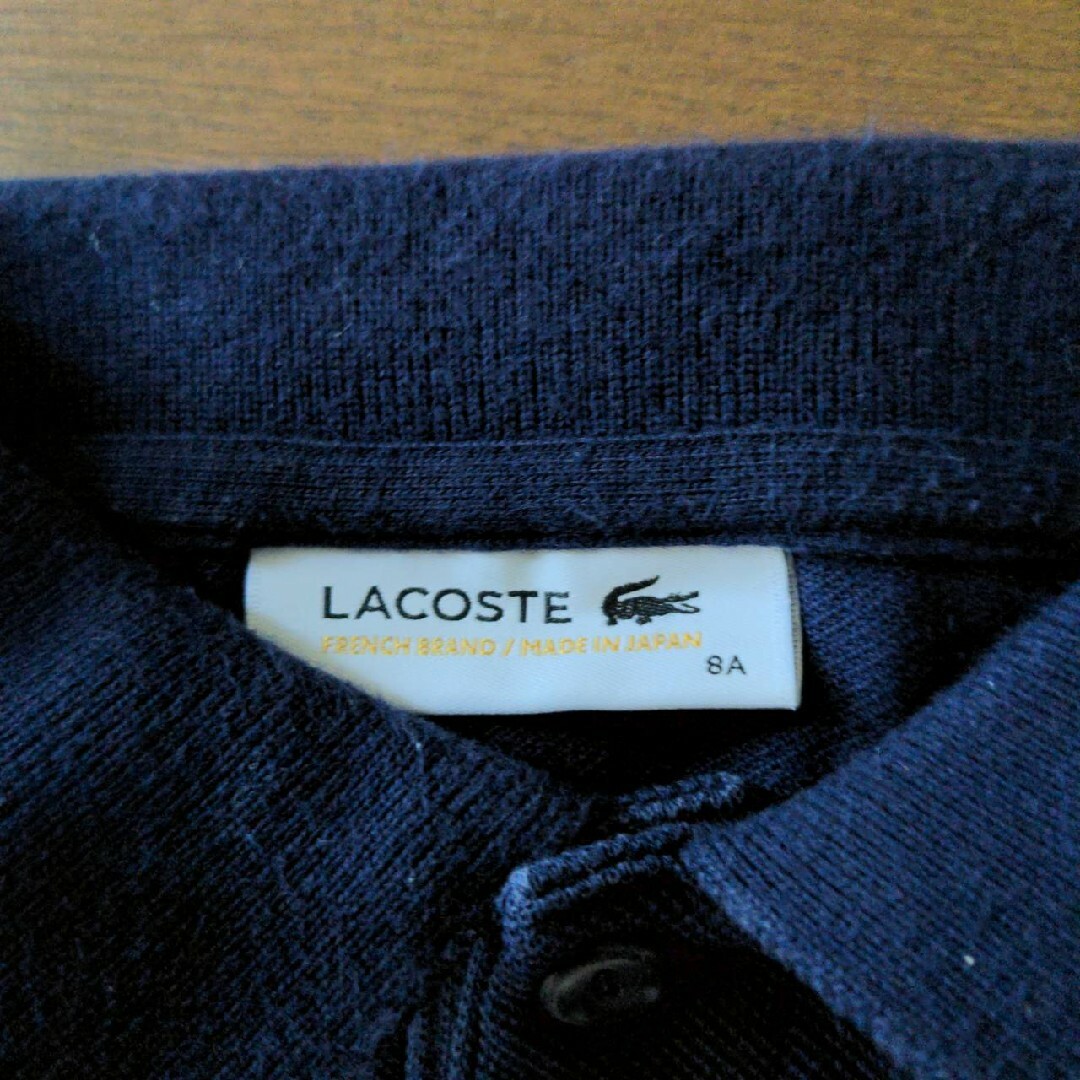 LACOSTE
FRENCH BRAND / MADE IN JAPAN
8A